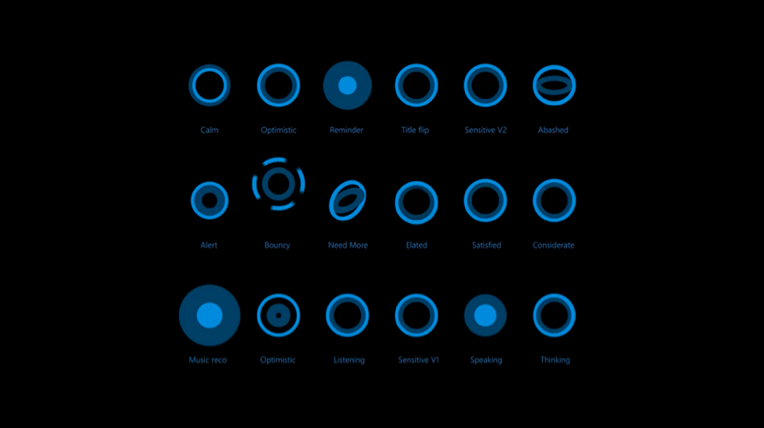 Calm Optimistic Reminder Title flip Sensitive V2 Abashed
Alert Bouncy Need More Elated Satisfied Considerate
Music reco Optimistic Listening Sensitive V1 Speaking Thinking